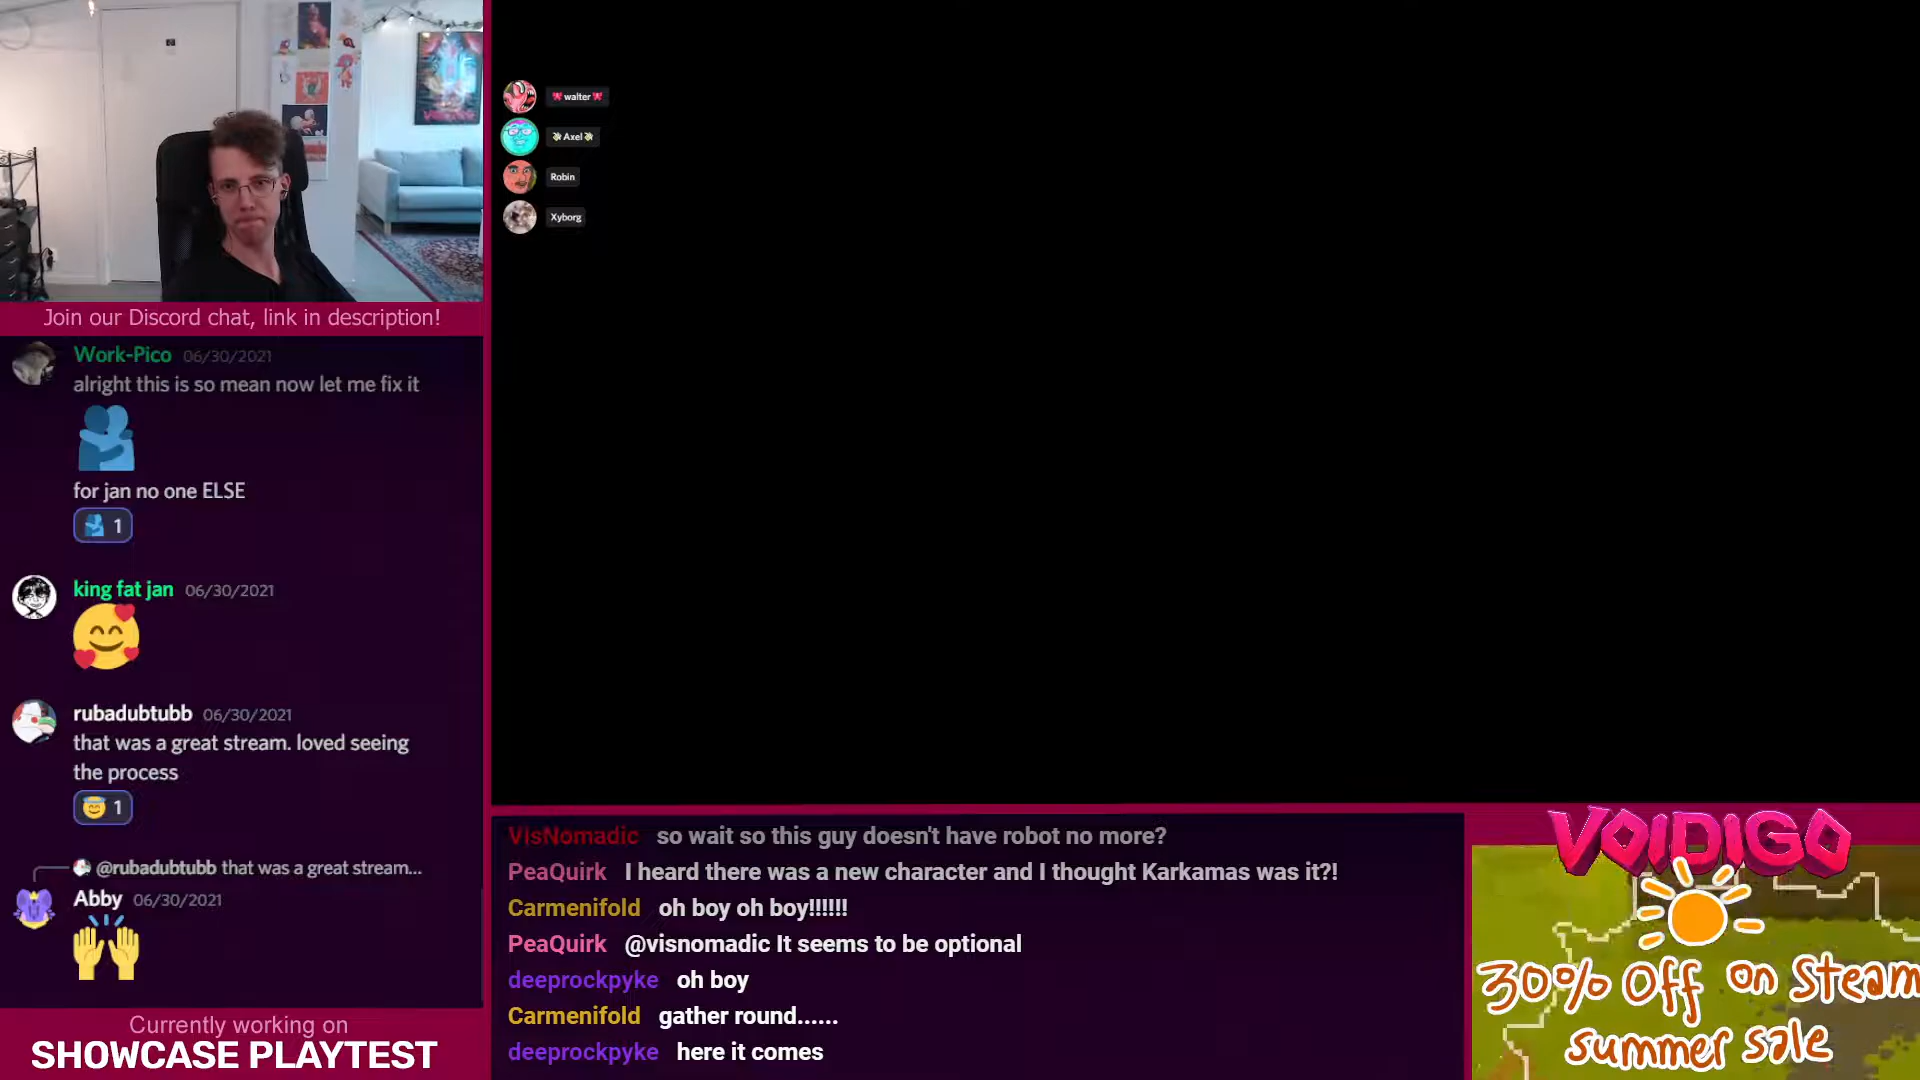 Join our Discord chat, link in description!
Work-Pico 06/30/2021
alright this is so mean now let me fix it
for jan no one ELSE
1
king fat jan 06/30/2021
rubadubtubb 06/30/2021
that was a great stream. loved seeing
the process
1
@rubadubtubb that was a great stream...
Abby 06/30/2021
Currently working on
SHOWCASE PLAYTEST
walter
Axel
Robin
Xyborg
VisNomadic so wait so this guy doesn't have robot no more?
PeaQuirk I heard there was a new character and I thought Karkamas was it?!
Carmenifold oh boy oh boy!!!!!!
PeaQuirk @visnomadic It seems to be optional
deeprockpyke oh boy
Carmenifold gather round......
deeprockpyke here it comes
VOIDIGO
30% Off on Steam
summer sale